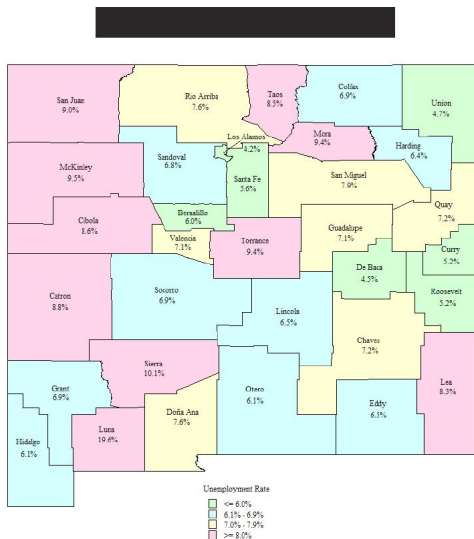 San Juan
9.0%
Rio Arriba
7.6%
Taos
8.5%
Colfax
6.9%
Union
4.7%
Los Alamos
4.2%
Mora
9.4%
Harding
6.4%
McKinley
9.5%
Sandoval
6.8%
Santa Fe
5.6%
San Miguel
7.9%
Quay
7.2%
Cibola
8.6%
Bernalillo
6.0%
Valencia
7.1%
Torrance
9.4%
Guadalupe
7.1%
Curry
5.2%
De Baca
4.5%
Roosevelt
5.2%
Catron
8.8%
Socorro
6.9%
Lincoln
6.5%
Chaves
7.2%
Sierra
10.1%
Grant
6.9%
Hidalgo
6.1%
Luna
19.6%
Doña Ana
7.6%
Otero
6.1%
Eddy
6.5%
Lea
8.3%
Unemployment Rate
<= 6.0%
6.1% - 6.9%
7.0% - 7.9%
>= 8.0%